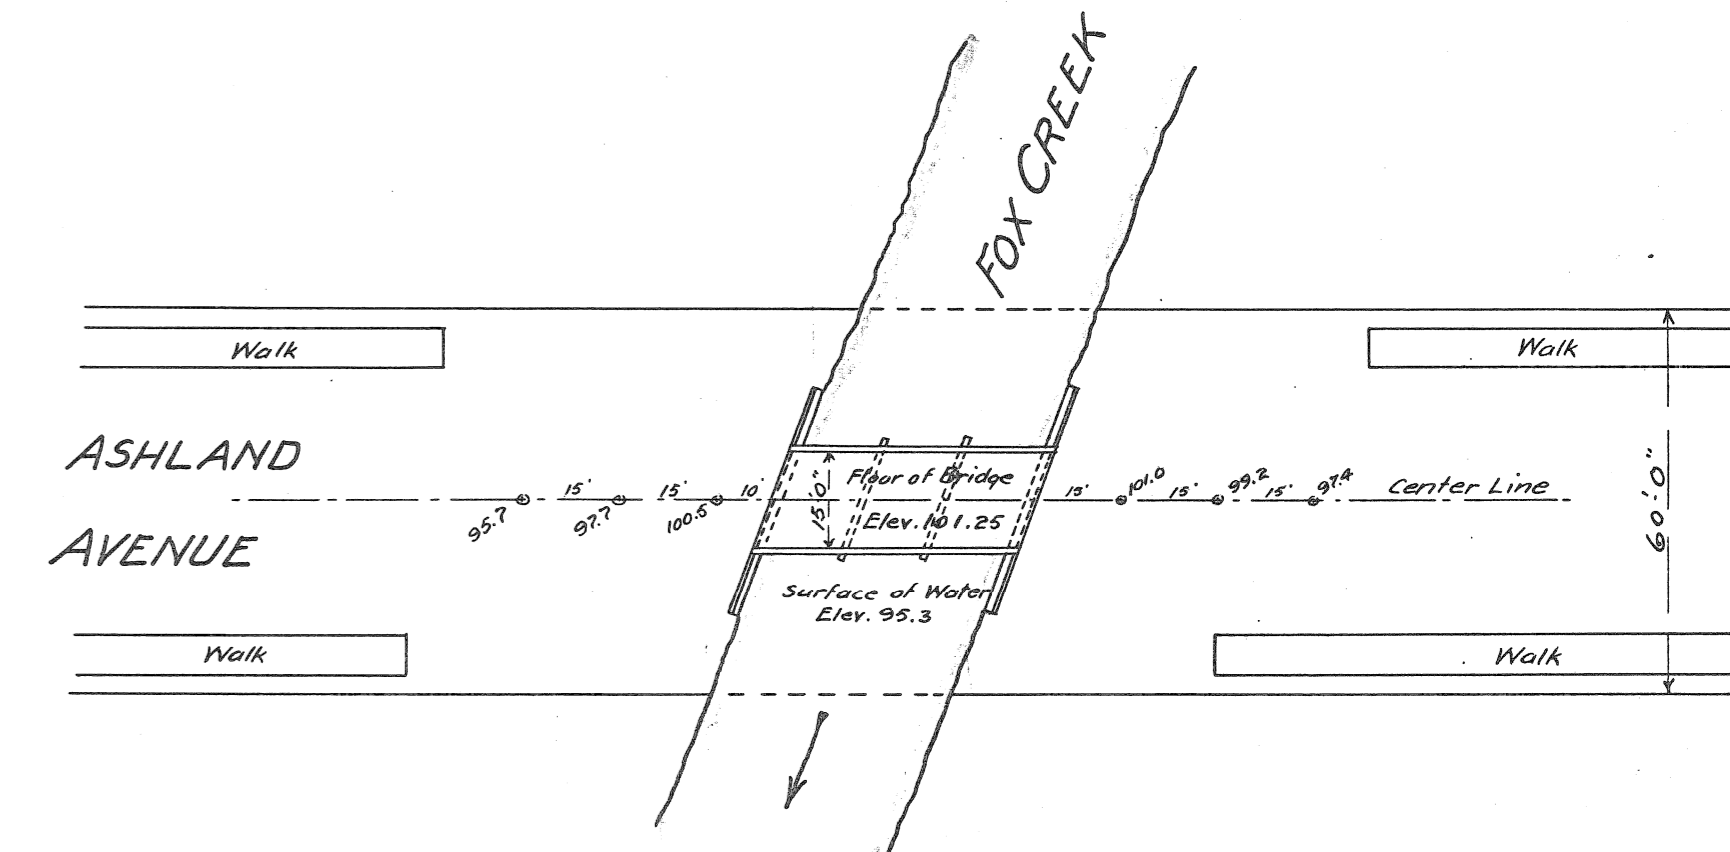 FOX CREEK
Walk
Walk
ASHLAND
AVENUE
95.7
15'
97.7
15'
100.5
10'
15'0"
Floor of Bridge
Elev. 101.25
15'
101.0
15'
99.2
15'
97.4
Center Line
60'0"
Surface of Water
Elev. 95.3
Walk
Walk